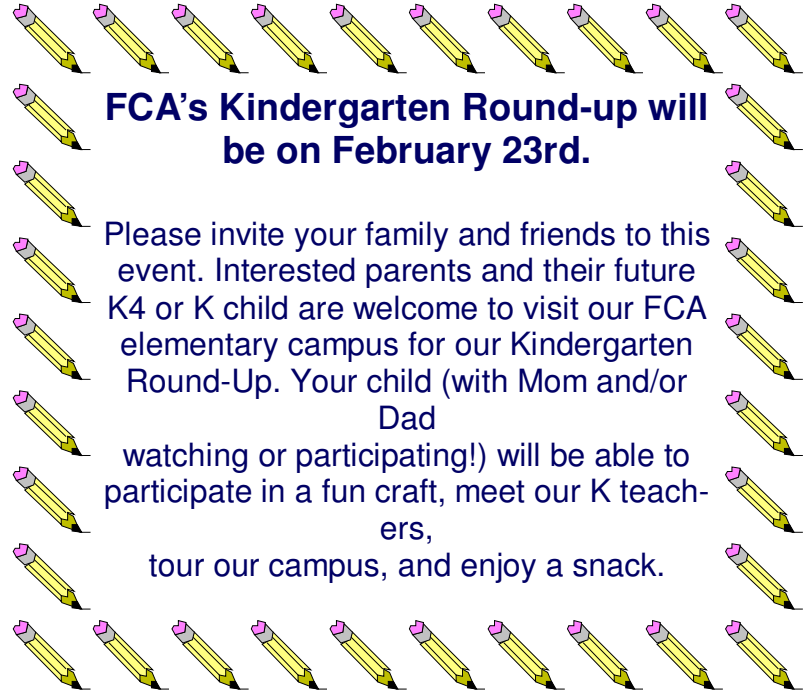 FCA’s Kindergarten Round-up will
be on February 23rd.
Please invite your family and friends to this
event. Interested parents and their future
K4 or K child are welcome to visit our FCA
elementary campus for our Kindergarten
Round-Up. Your child (with Mom and/or
Dad
watching or participating!) will be able to
participate in a fun craft, meet our K teach-
ers,
tour our campus, and enjoy a snack.